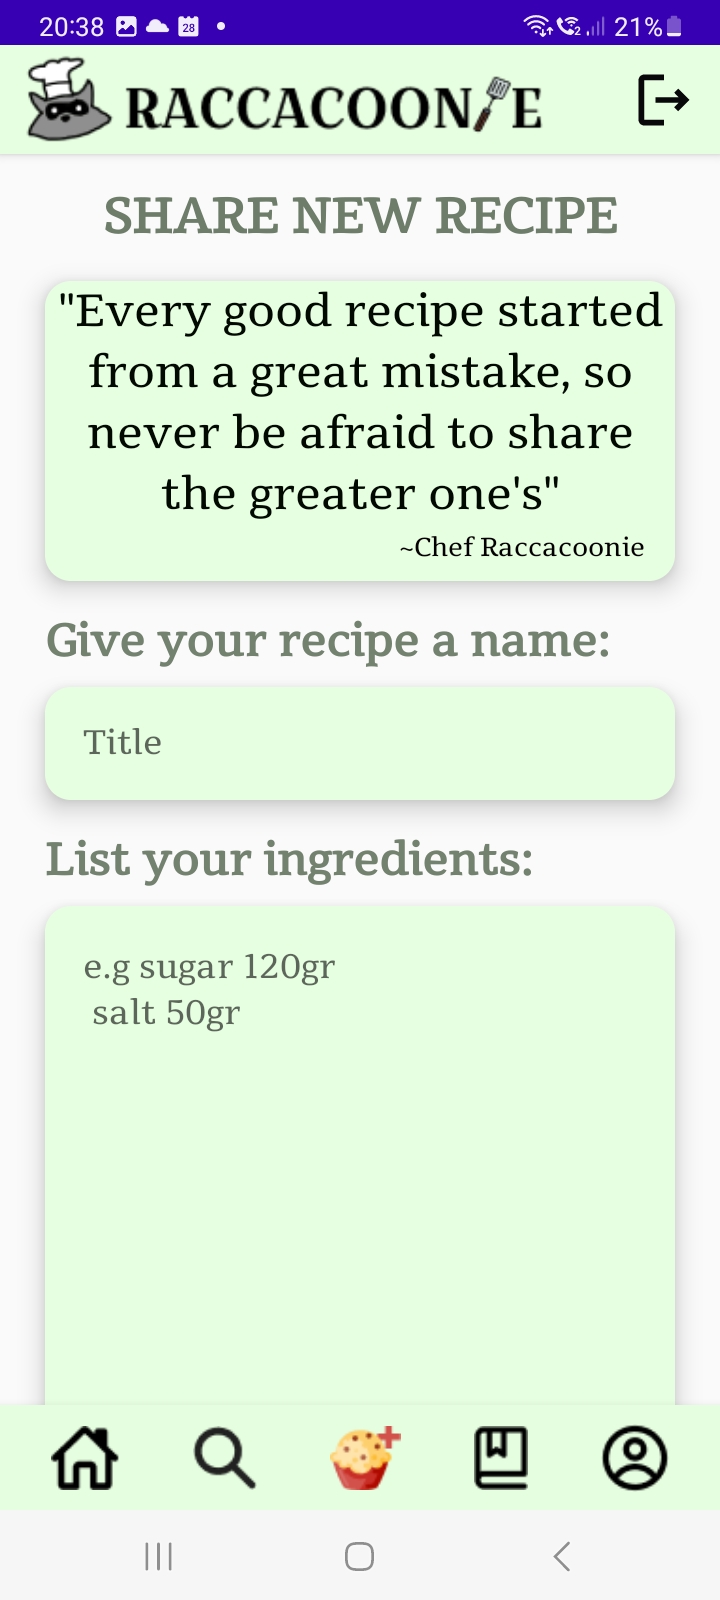 20:38 28 2 21%
RACCACOONIE
SHARE NEW RECIPE
"Every good recipe started
from a great mistake, so
never be afraid to share
the greater one's"
~Chef Raccacoonie
Give your recipe a name:
Title
List your ingredients:
e.g sugar 120gr
salt 50gr